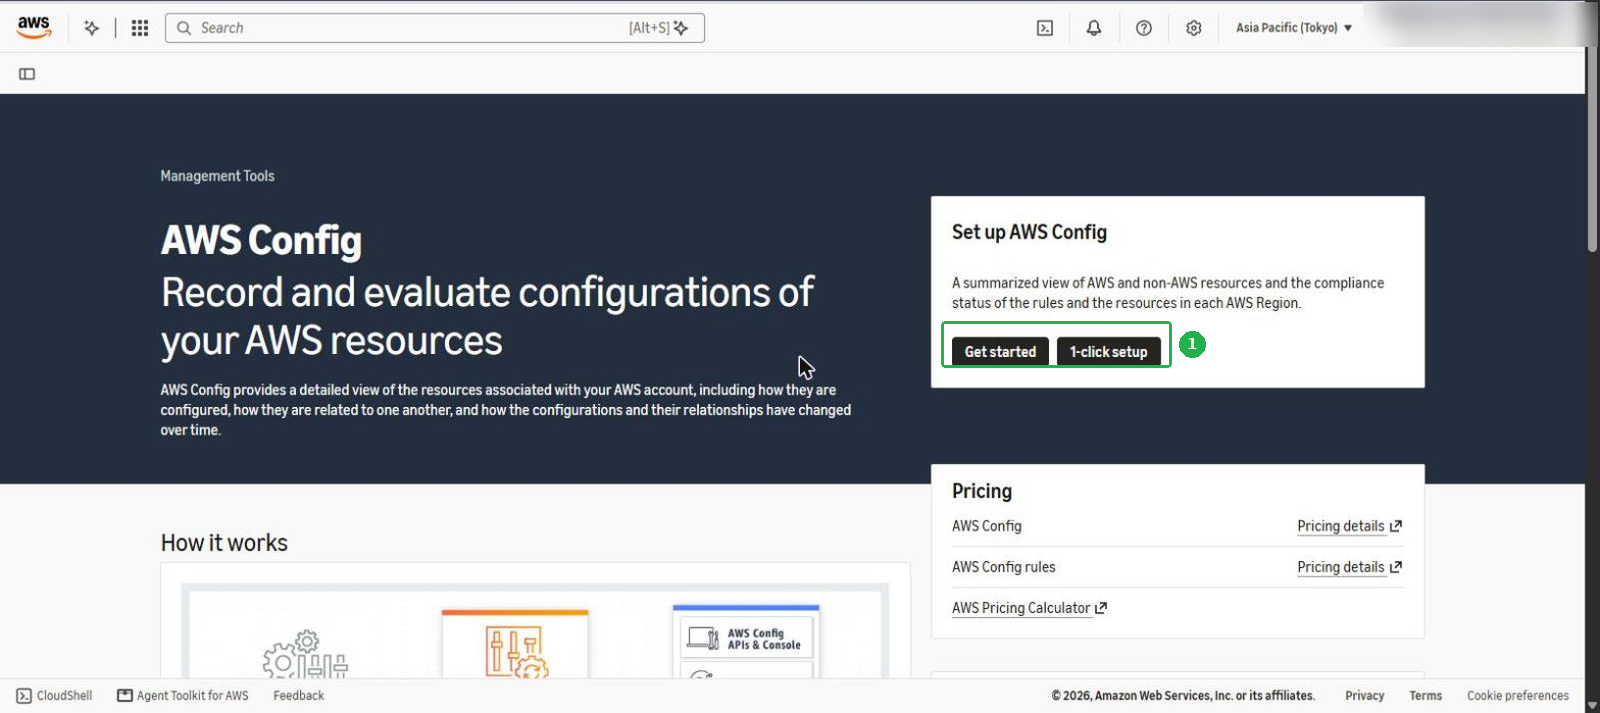 aws
Search [Alt+S]
Asia Pacific (Tokyo)
Management Tools
AWS Config
Record and evaluate configurations of
your AWS resources
AWS Config provides a detailed view of the resources associated with your AWS account, including how they are
configured, how they are related to one another, and how the configurations and their relationships have changed
over time.
Set up AWS Config
A summarized view of AWS and non-AWS resources and the compliance
status of the rules and the resources in each AWS Region.
Get started 1-click setup 1
Pricing
AWS Config Pricing details
AWS Config rules Pricing details
AWS Pricing Calculator
How it works
AWS Config
APIs & Console
CloudShell Agent Toolkit for AWS Feedback © 2026, Amazon Web Services, Inc. or its affiliates. Privacy Terms Cookie preferences